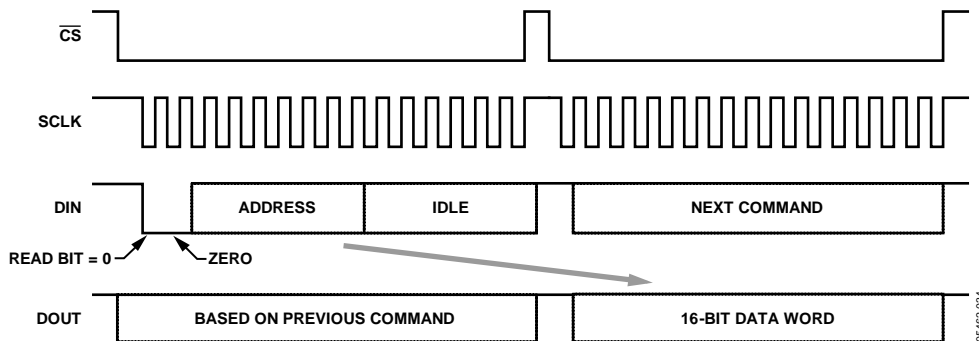 CS
SCLK
DIN
ADDRESS
IDLE
NEXT COMMAND
READ BIT = 0
ZERO
DOUT
BASED ON PREVIOUS COMMAND
16-BIT DATA WORD